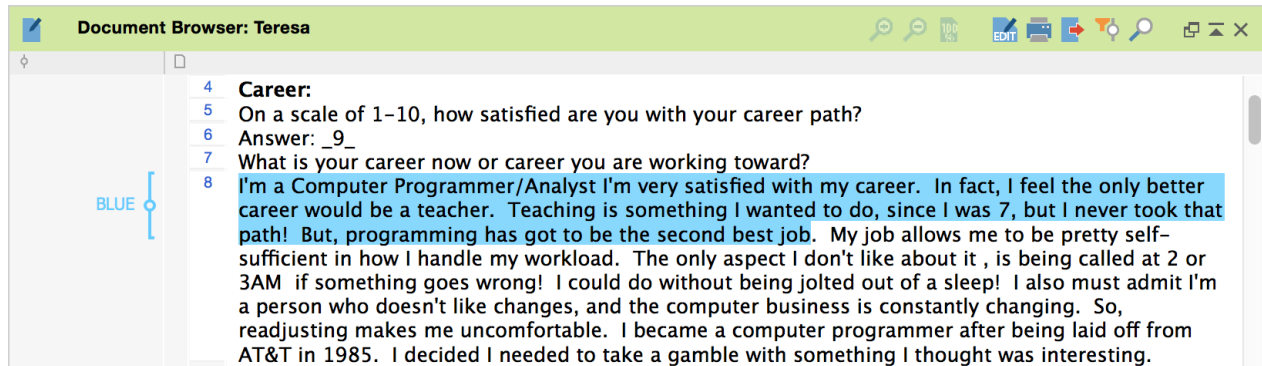 Document Browser: Teresa
100
%
EDIT
4 Career:
5 On a scale of 1-10, how satisfied are you with your career path?
6 Answer: _9_
7 What is your career now or career you are working toward?
BLUE
8 I'm a Computer Programmer/Analyst I'm very satisfied with my career.  In fact, I feel the only better
career would be a teacher.  Teaching is something I wanted to do, since I was 7, but I never took that
path!  But, programming has got to be the second best job.  My job allows me to be pretty self-
sufficient in how I handle my workload.  The only aspect I don't like about it , is being called at 2 or
3AM  if something goes wrong!  I could do without being jolted out of a sleep!  I also must admit I'm
a person who doesn't like changes, and the computer business is constantly changing.  So,
readjusting makes me uncomfortable.  I became a computer programmer after being laid off from
AT&T in 1985.  I decided I needed to take a gamble with something I thought was interesting.